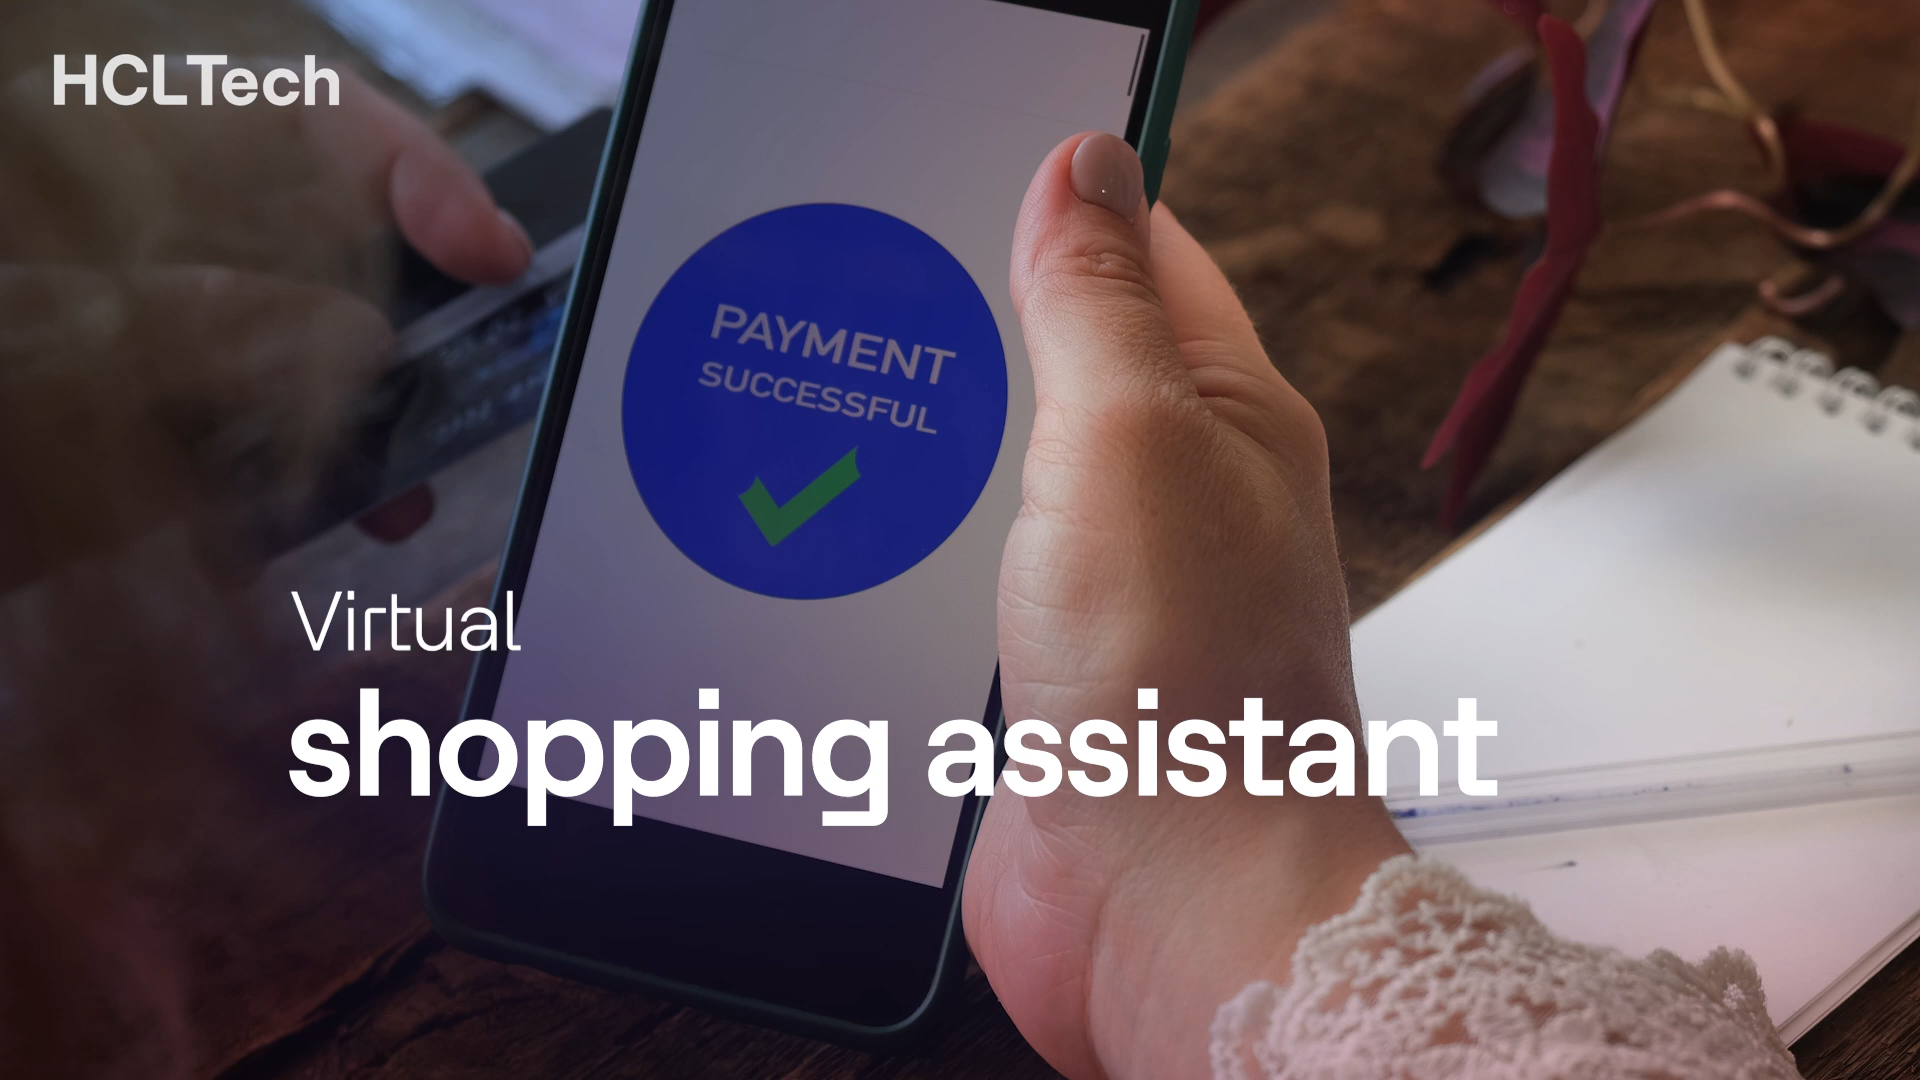 HCLTech
PAYMENT
SUCCESSFUL
Virtual
shopping assistant